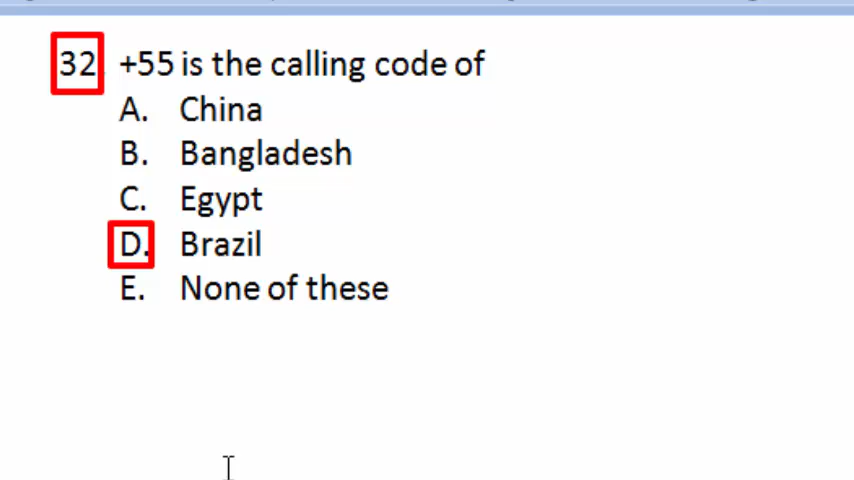 32 +55 is the calling code of
A. China
B. Bangladesh
C. Egypt
D. Brazil
E. None of these